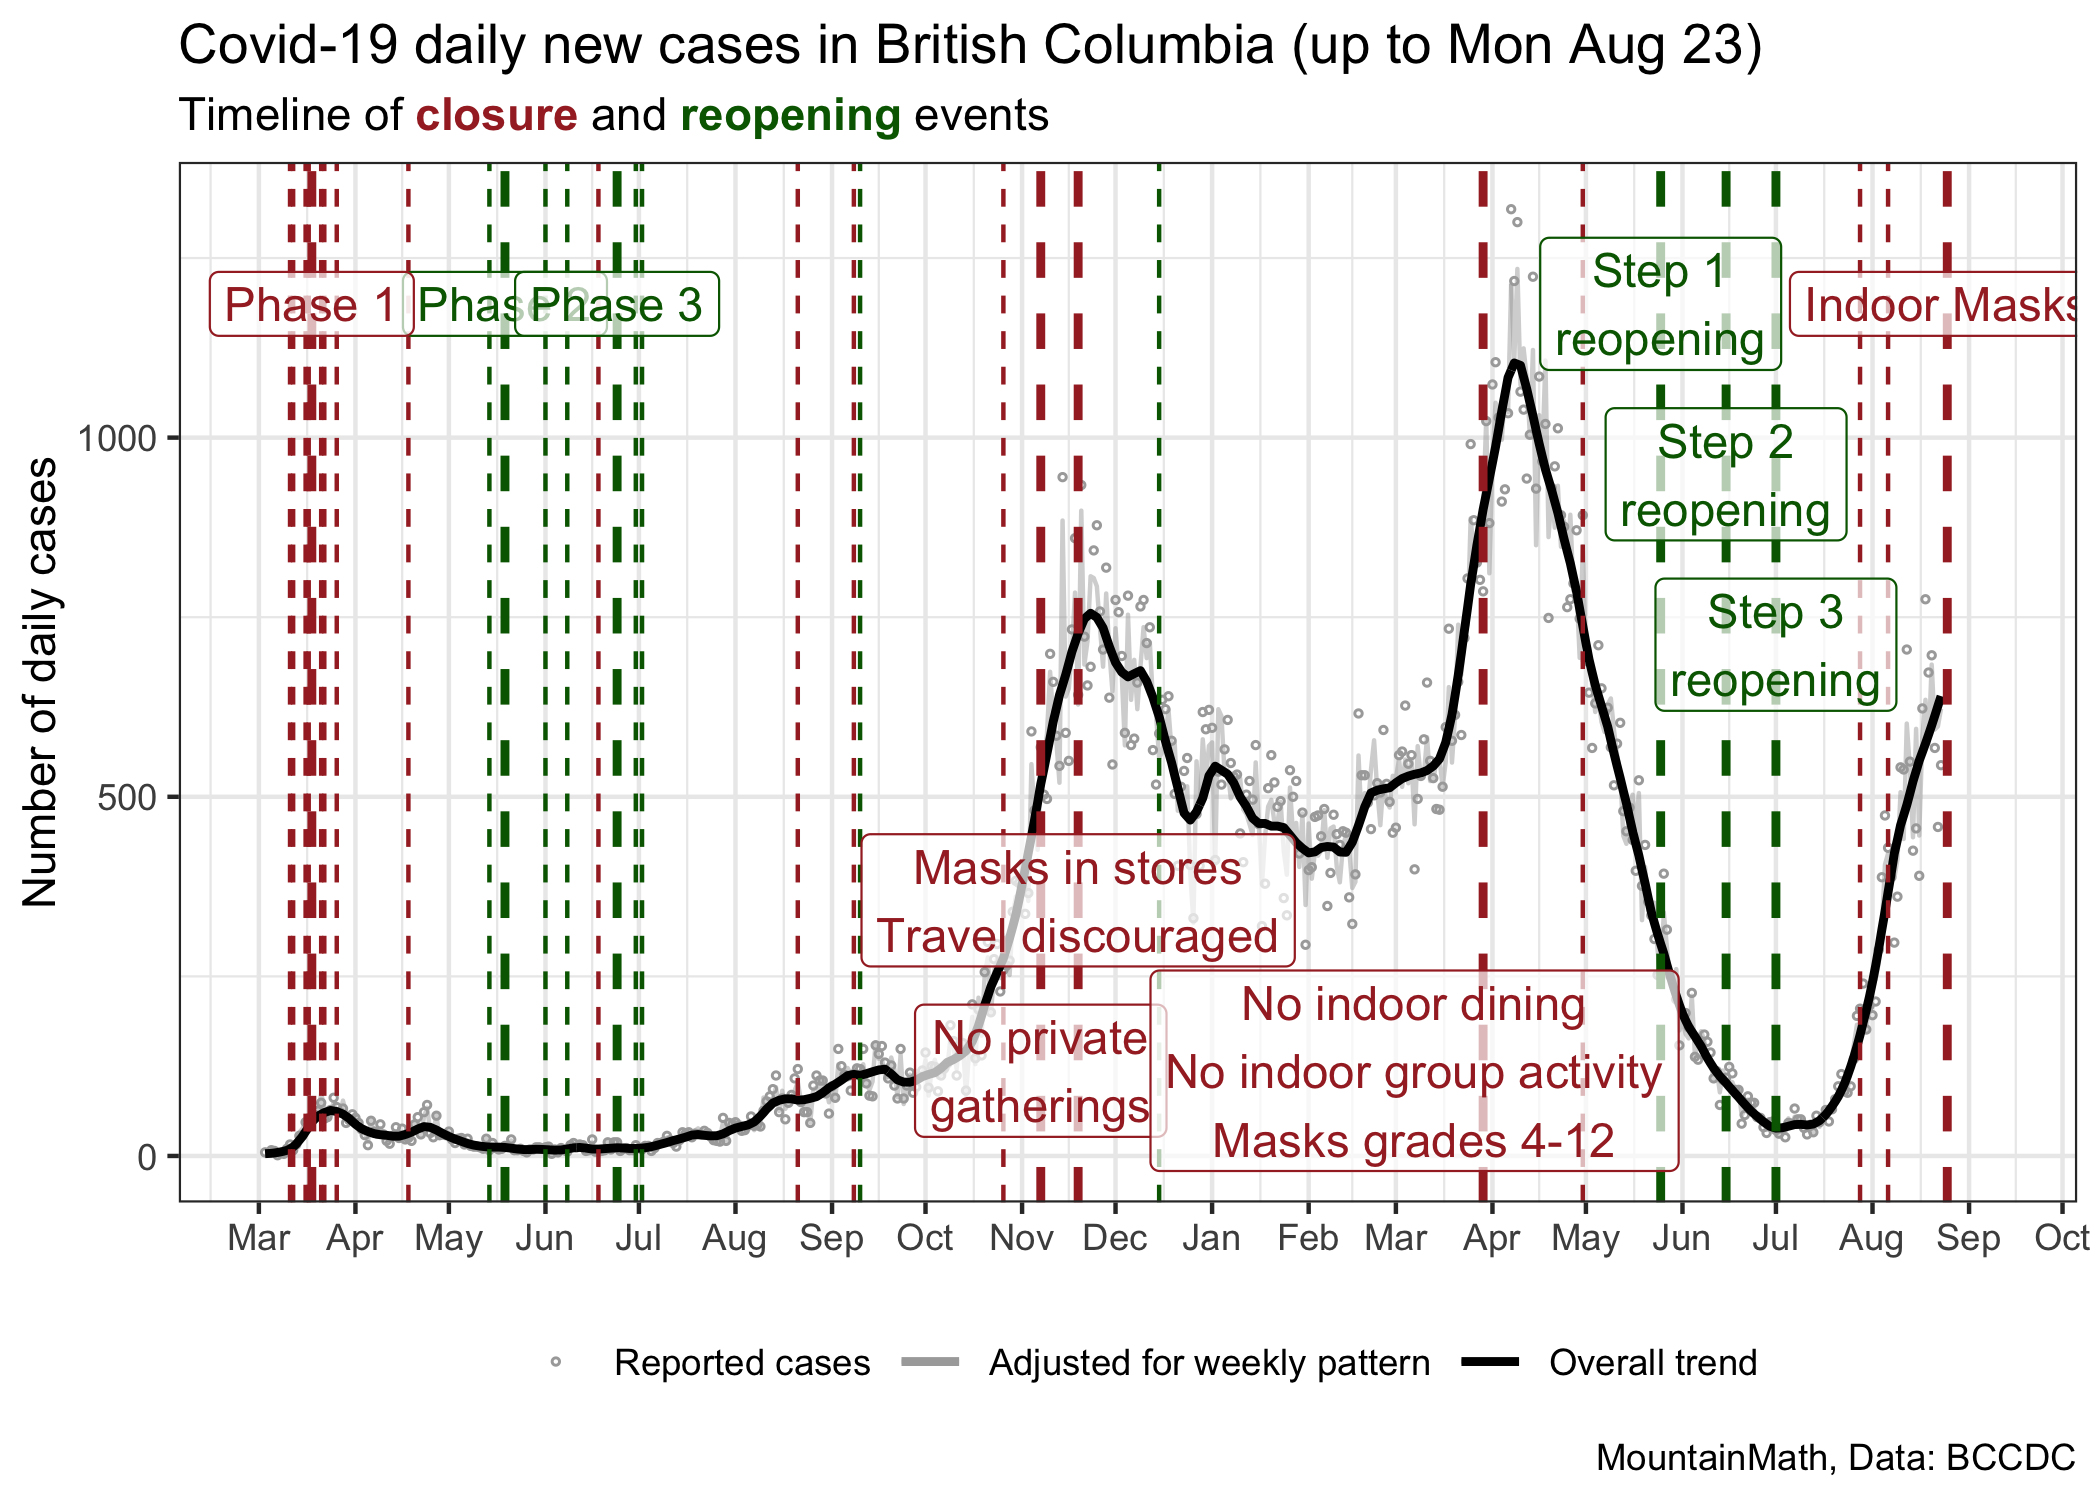 Covid-19 daily new cases in British Columbia (up to Mon Aug 23)
Timeline of closure and reopening events
Number of daily cases
1000
500
0
Phase 1
Phase 2
Phase 3
Step 1
reopening
Indoor Masks
Step 2
reopening
Step 3
reopening
Masks in stores
Travel discouraged
No private
gatherings
No indoor dining
No indoor group activity
Masks grades 4-12
Mar Apr May Jun Jul Aug Sep Oct Nov Dec Jan Feb Mar Apr May Jun Jul Aug Sep Oct
Reported cases Adjusted for weekly pattern Overall trend
MountainMath, Data: BCCDC